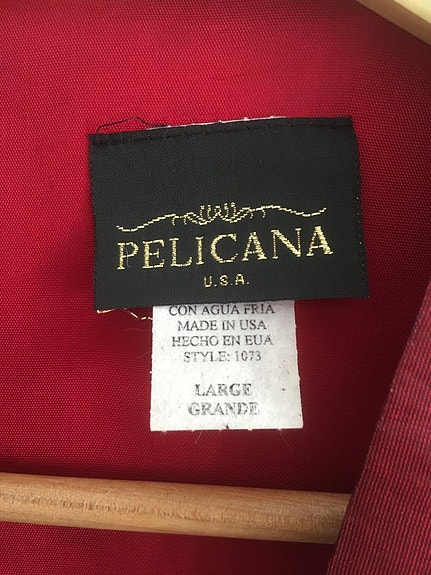 PELICANA
U.S.A.
CON AGUA FRIA
MADE IN USA
HECHO EN EUA
STYLE: 1073
LARGE
GRANDE